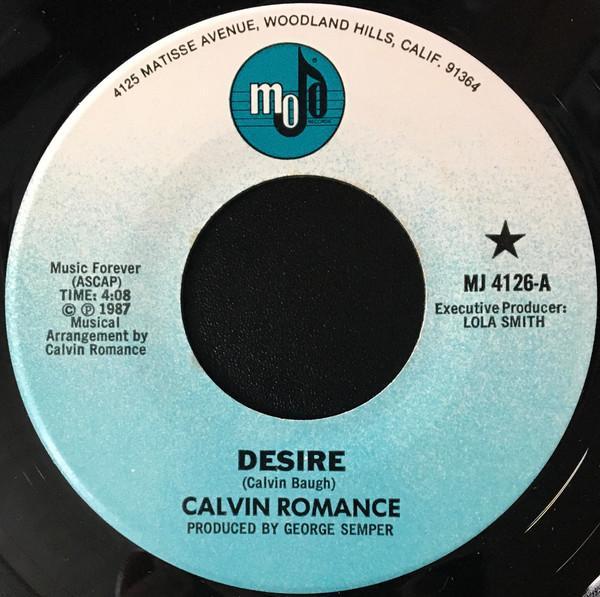 4125 MATISSE AVENUE, WOODLAND HILLS, CALIF. 91364
mojo
RECORDS
Music Forever
(ASCAP)
TIME: 4:08
© ℗ 1987
Musical
Arrangement by
Calvin Romance
★
MJ 4126-A
Executive Producer:
LOLA SMITH
DESIRE
(Calvin Baugh)
CALVIN ROMANCE
PRODUCED BY GEORGE SEMPER